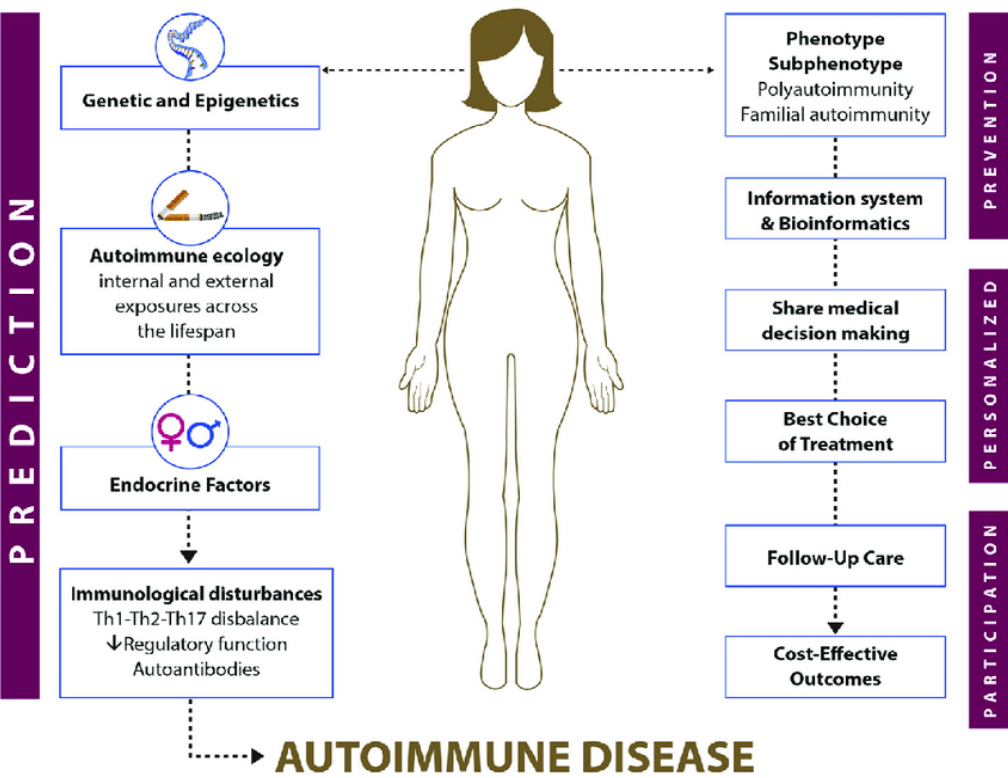 PREDICTION
Genetic and Epigenetics
Autoimmune ecology
internal and external
exposures across
the lifespan
Endocrine Factors
Immunological disturbances
Th1-Th2-Th17 disbalance
↓Regulatory function
Autoantibodies
Phenotype
Subphenotype
Polyautoimmunity
Familial autoimmunity
Information system
& Bioinformatics
Share medical
decision making
Best Choice
of Treatment
Follow-Up Care
Cost-Effective
Outcomes
PREVENTION
PERSONALIZED
PARTICIPATION
AUTOIMMUNE DISEASE